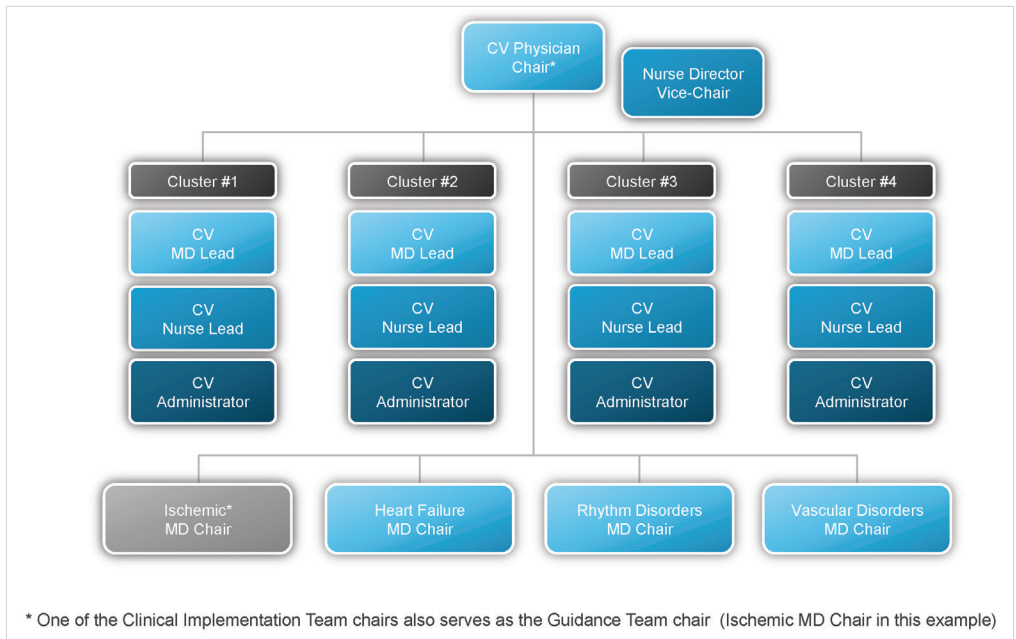 CV Physician
Chair*
Nurse Director
Vice-Chair
Cluster #1
Cluster #2
Cluster #3
Cluster #4
CV
MD Lead
CV
MD Lead
CV
MD Lead
CV
MD Lead
CV
Nurse Lead
CV
Nurse Lead
CV
Nurse Lead
CV
Nurse Lead
CV
Administrator
CV
Administrator
CV
Administrator
CV
Administrator
Ischemic*
MD Chair
Heart Failure
MD Chair
Rhythm Disorders
MD Chair
Vascular Disorders
MD Chair
* One of the Clinical Implementation Team chairs also serves as the Guidance Team chair (Ischemic MD Chair in this example)